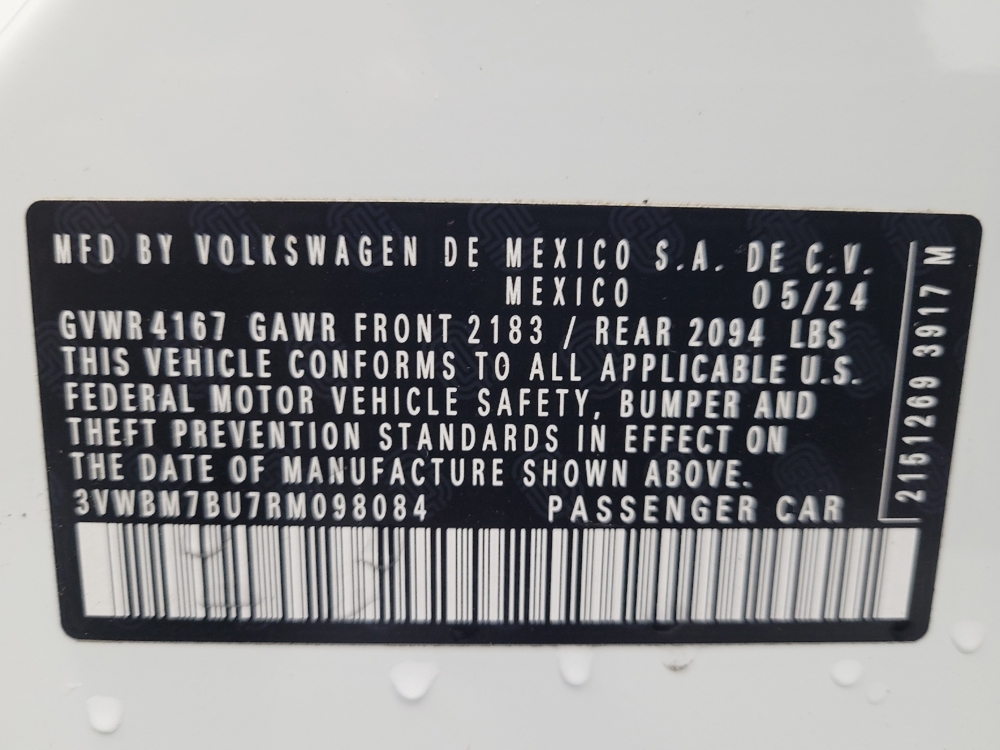 MFD BY VOLKSWAGEN DE MEXICO S.A. DE C.V.
MEXICO 05/24
GVWR 4167 GAWR FRONT 2183 / REAR 2094 LBS
THIS VEHICLE CONFORMS TO ALL APPLICABLE U.S.
FEDERAL MOTOR VEHICLE SAFETY, BUMPER AND
THEFT PREVENTION STANDARDS IN EFFECT ON
THE DATE OF MANUFACTURE SHOWN ABOVE.
3VWBM7BU7RM098084 PASSENGER CAR
2151269 3917 M